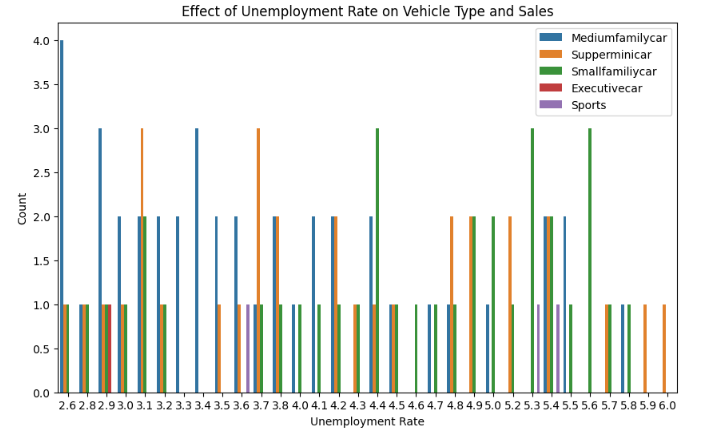 Effect of Unemployment Rate on Vehicle Type and Sales
4.0
3.5
3.0
2.5
2.0
1.5
1.0
0.5
0.0
Count
Mediumfamilycar
Supperminicar
Smallfamiliycar
Executivecar
Sports
2.6 2.8 2.9 3.0 3.1 3.2 3.3 3.4 3.5 3.6 3.7 3.8 4.0 4.1 4.2 4.3 4.4 4.5 4.6 4.7 4.8 4.9 5.0 5.2 5.3 5.4 5.5 5.6 5.7 5.8 5.9 6.0
Unemployment Rate